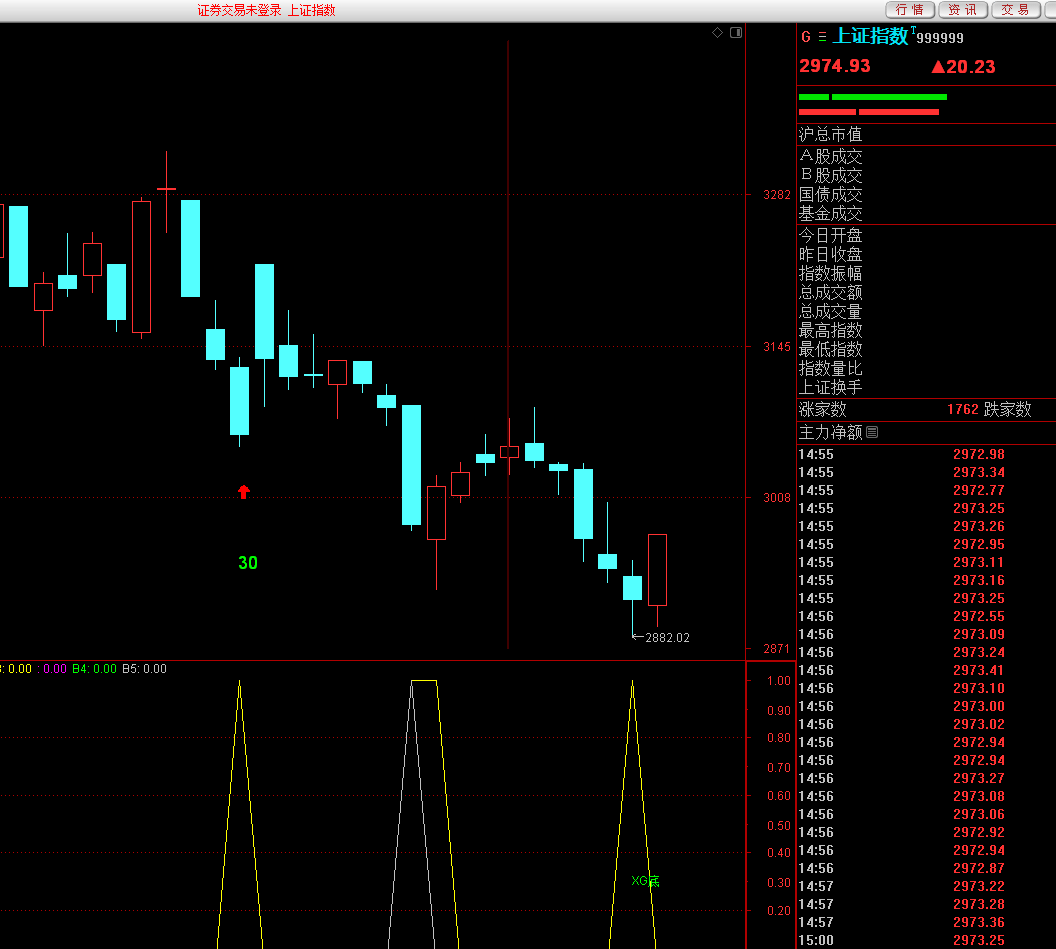 证券交易未登录 上证指数
行情 资讯 交易
G 上证指数 T 999999
2974.93 ▲20.23
沪总市值
A股成交
B股成交
国债成交
基金成交
今日开盘
昨日收盘
指数振幅
总成交额
总成交量
最高指数
最低指数
指数量比
上证换手
涨家数 1762 跌家数
主力净额
14:55 2972.98
14:55 2973.34
14:55 2972.77
14:55 2973.25
14:55 2973.26
14:55 2972.95
14:55 2973.11
14:55 2973.16
14:55 2973.25
14:56 2972.55
14:56 2973.09
14:56 2973.24
14:56 2973.41
14:56 2973.10
14:56 2973.00
14:56 2973.02
14:56 2972.94
14:56 2972.94
14:56 2973.27
14:56 2973.08
14:56 2973.06
14:56 2972.92
14:56 2972.94
14:56 2972.87
14:57 2973.22
14:57 2973.28
14:57 2973.36
15:00 2973.25
3282
3145
3008
2871
30
←2882.02
: 0.00 : 0.00 B4: 0.00 B5: 0.00
1.00
0.90
0.80
0.70
0.60
0.50
0.40
0.30
0.20
XG底